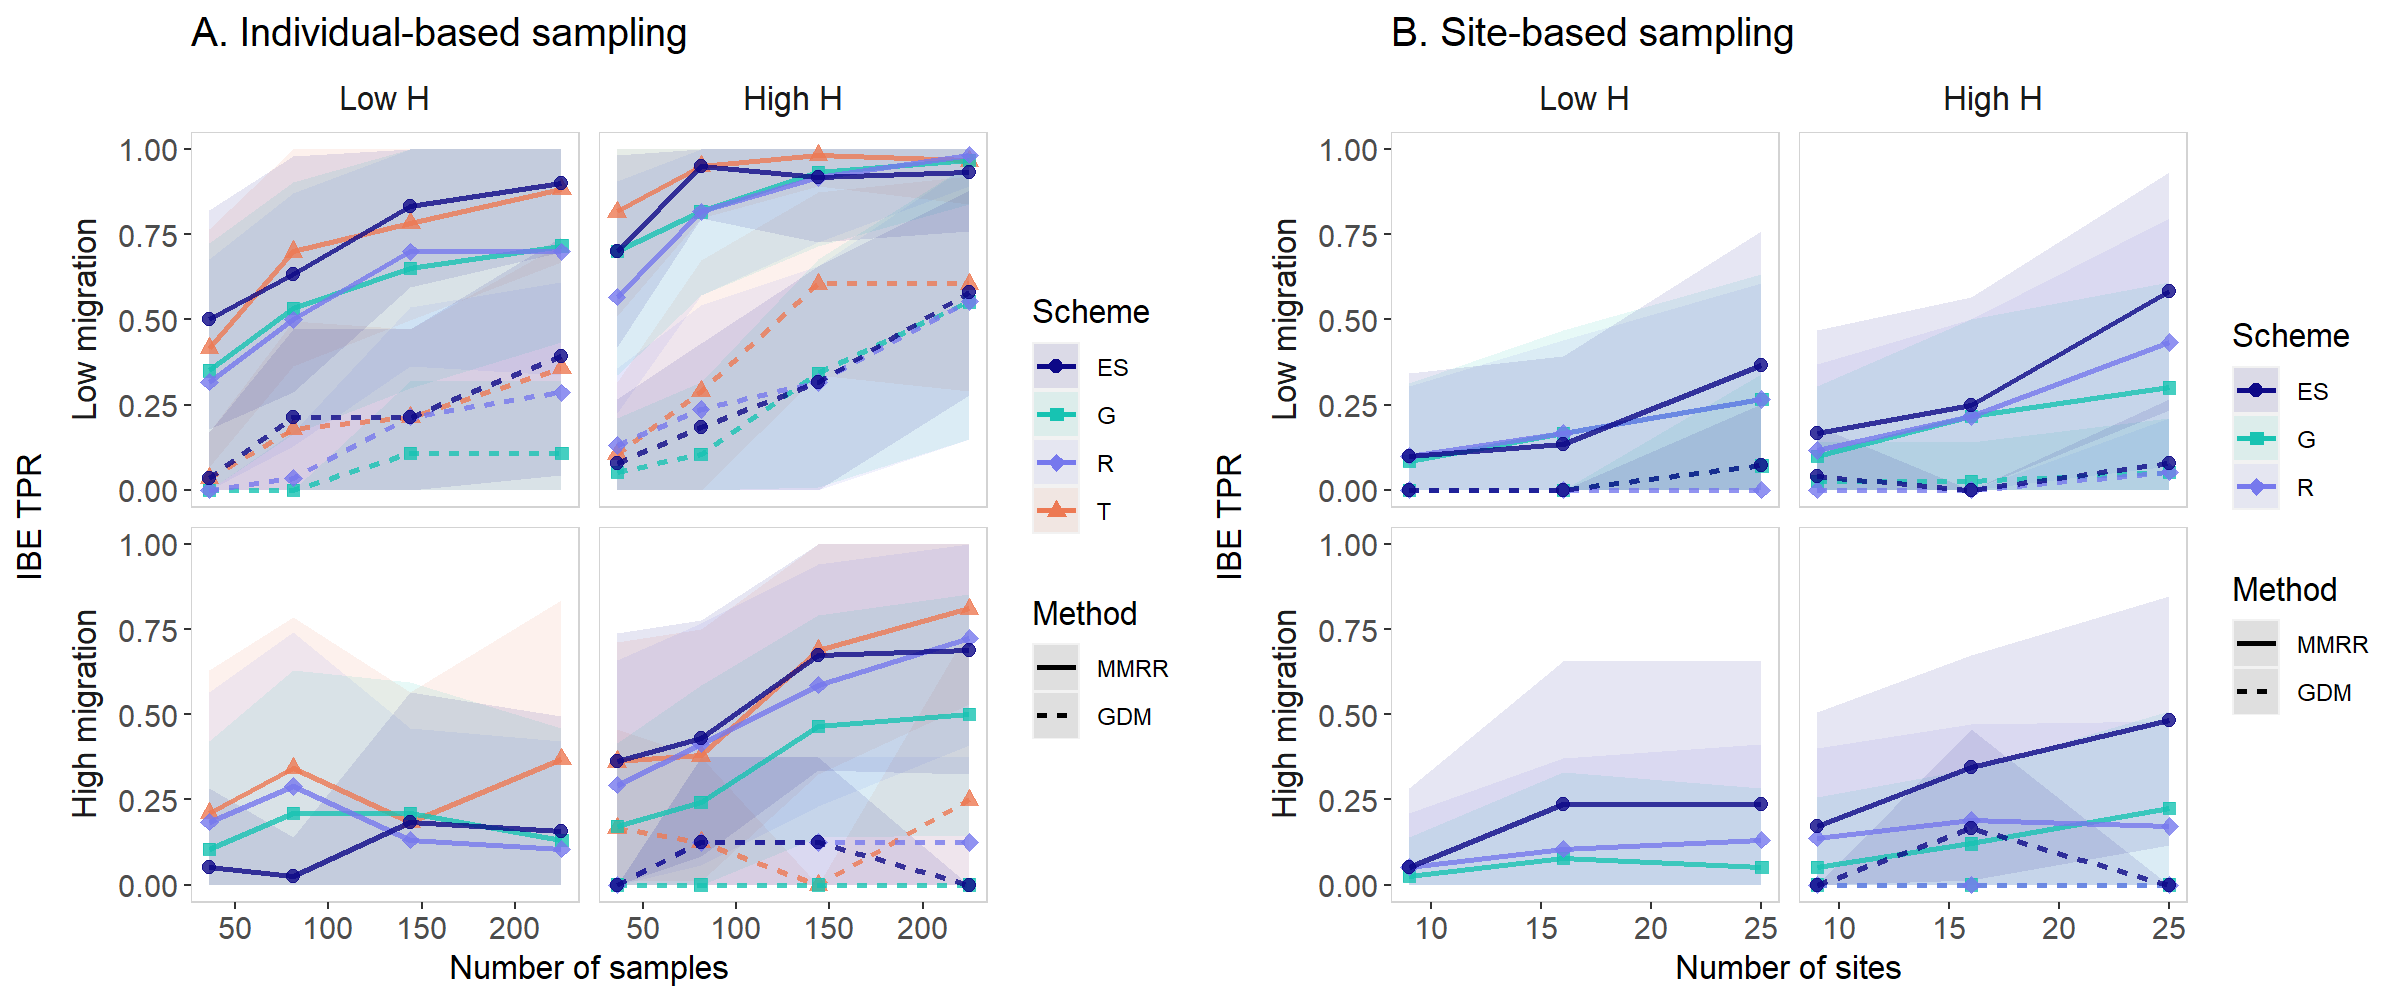 A. Individual-based sampling
Low H
High H
IBE TPR
Low migration
1.00
0.75
0.50
0.25
0.00
High migration
1.00
0.75
0.50
0.25
0.00
50
100
150
200
50
100
150
200
Number of samples
Scheme
ES
G
R
T
Method
MMRR
GDM
B. Site-based sampling
Low H
High H
IBE TPR
Low migration
1.00
0.75
0.50
0.25
0.00
High migration
1.00
0.75
0.50
0.25
0.00
10
15
20
25
10
15
20
25
Number of sites
Scheme
ES
G
R
Method
MMRR
GDM